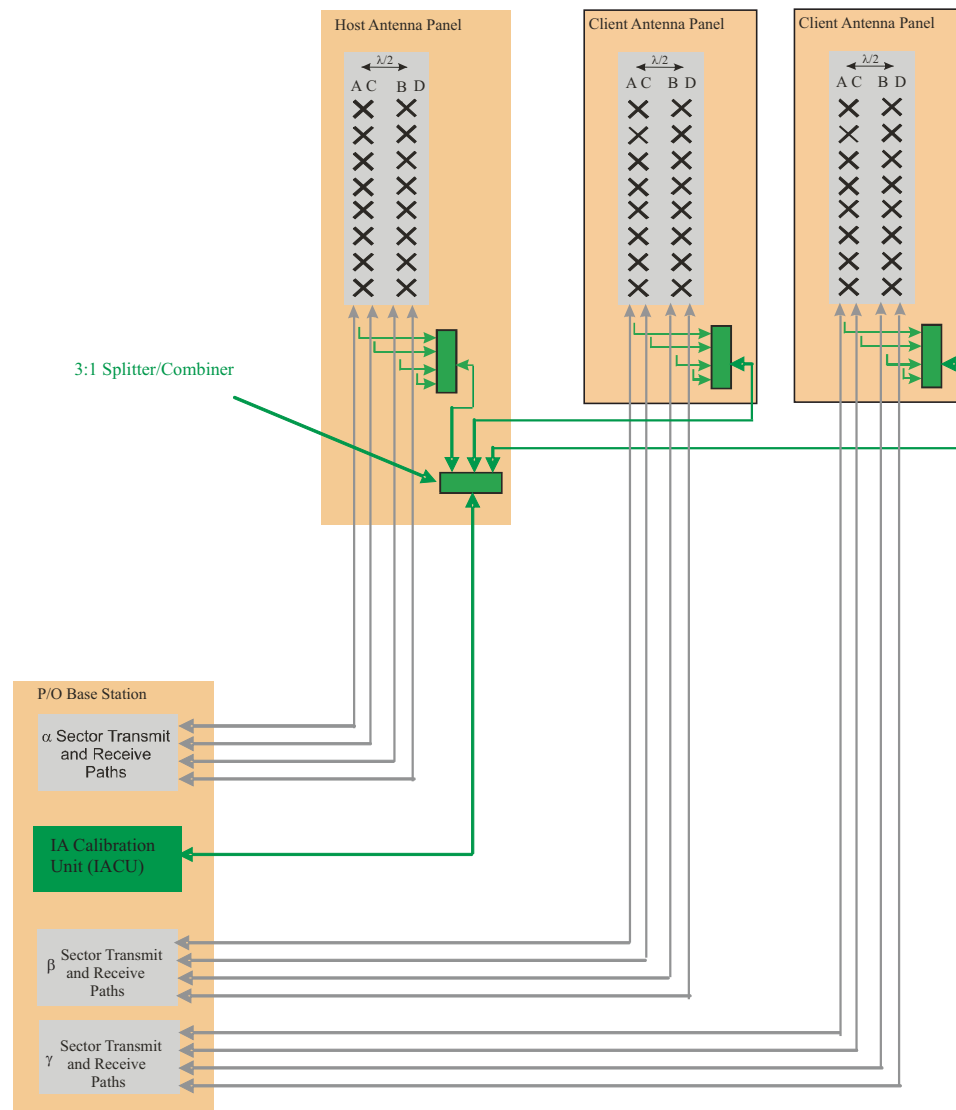 Host Antenna Panel
λ/2
A C B D
Client Antenna Panel
λ/2
A C B D
Client Antenna Panel
λ/2
A C B D
3:1 Splitter/Combiner
P/O Base Station
α Sector Transmit
and Receive
Paths
IA Calibration
Unit (IACU)
β Sector Transmit
and Receive
Paths
γ Sector Transmit
and Receive
Paths